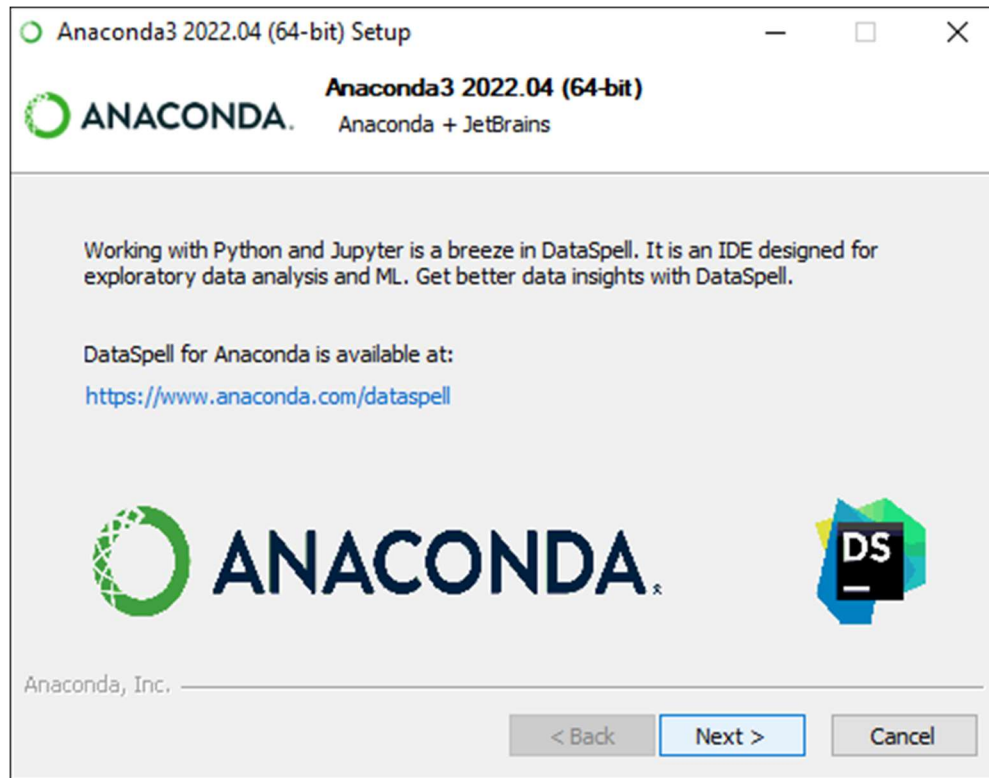 Anaconda3 2022.04 (64-bit) Setup
ANACONDA.
Anaconda3 2022.04 (64-bit)
Anaconda + JetBrains
Working with Python and Jupyter is a breeze in DataSpell. It is an IDE designed for
exploratory data analysis and ML. Get better data insights with DataSpell.
DataSpell for Anaconda is available at:
https://www.anaconda.com/dataspell
ANACONDA
DS
Anaconda, Inc.
< Back
Next >
Cancel